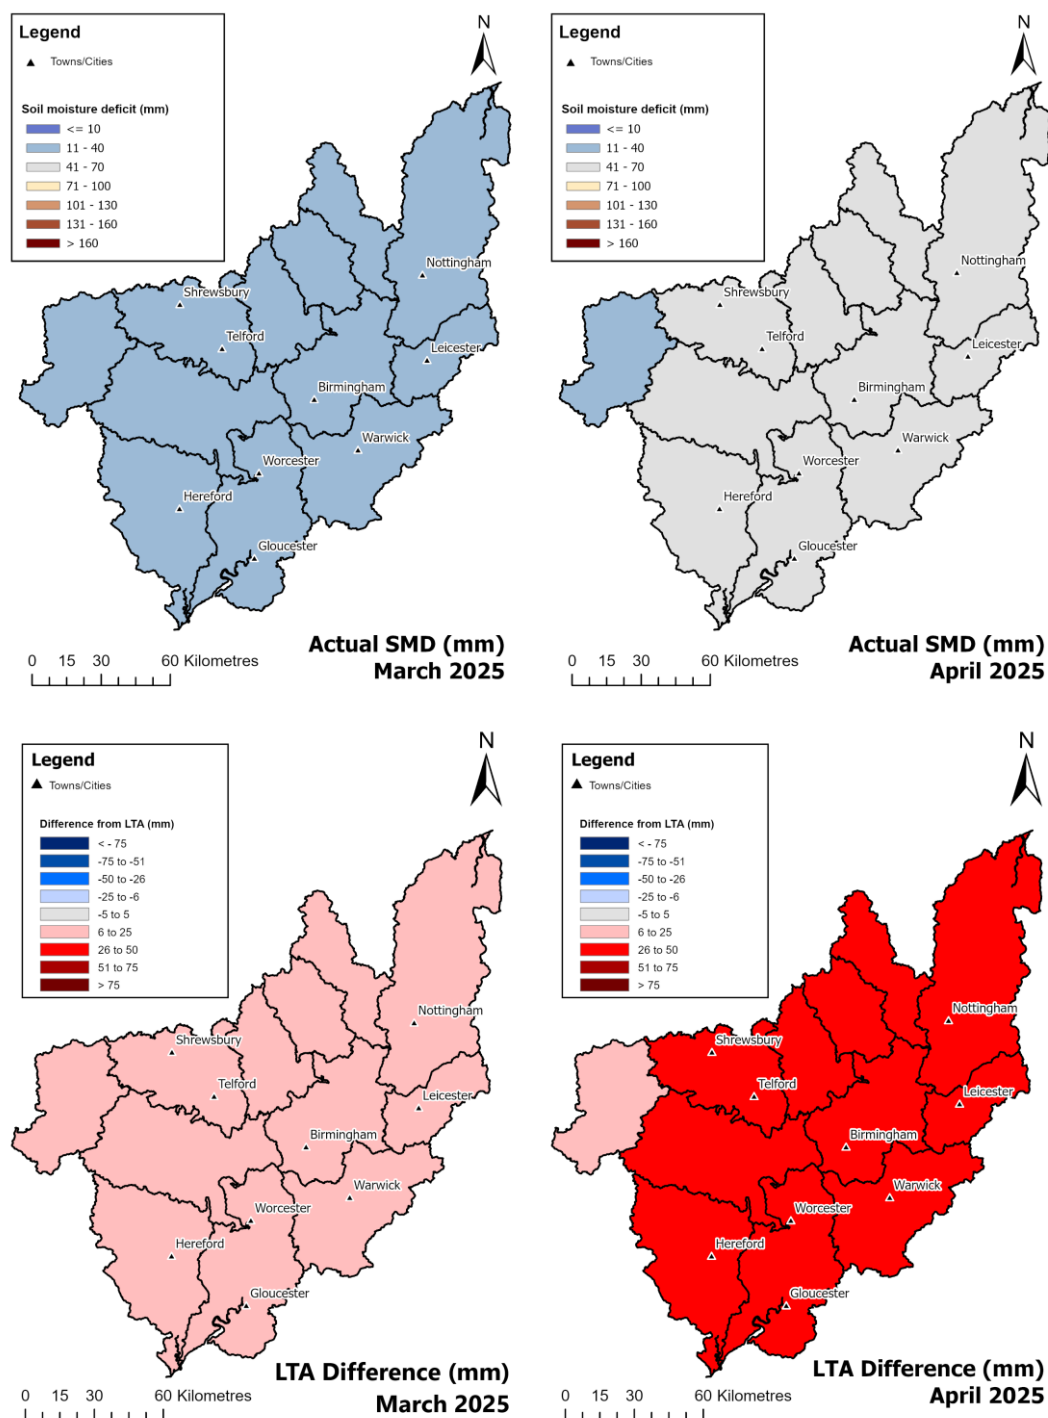 Legend
Towns/Cities
Soil moisture deficit (mm)
<= 10
11 - 40
41 - 70
71 - 100
101 - 130
131 - 160
> 160
N
Nottingham
Shrewsbury
Telford
Leicester
Birmingham
Warwick
Worcester
Hereford
Gloucester
Actual SMD (mm)
March 2025
0 15 30 60 Kilometres
Legend
Towns/Cities
Soil moisture deficit (mm)
<= 10
11 - 40
41 - 70
71 - 100
101 - 130
131 - 160
> 160
N
Nottingham
Shrewsbury
Telford
Leicester
Birmingham
Warwick
Worcester
Hereford
Gloucester
Actual SMD (mm)
April 2025
0 15 30 60 Kilometres
Legend
Towns/Cities
Difference from LTA (mm)
< - 75
-75 to -51
-50 to -26
-25 to -6
-5 to 5
6 to 25
26 to 50
51 to 75
> 75
N
Nottingham
Shrewsbury
Telford
Leicester
Birmingham
Warwick
Worcester
Hereford
Gloucester
LTA Difference (mm)
March 2025
0 15 30 60 Kilometres
Legend
Towns/Cities
Difference from LTA (mm)
< - 75
-75 to -51
-50 to -26
-25 to -6
-5 to 5
6 to 25
26 to 50
51 to 75
> 75
N
Nottingham
Shrewsbury
Telford
Leicester
Birmingham
Warwick
Worcester
Hereford
Gloucester
LTA Difference (mm)
April 2025
0 15 30 60 Kilometres